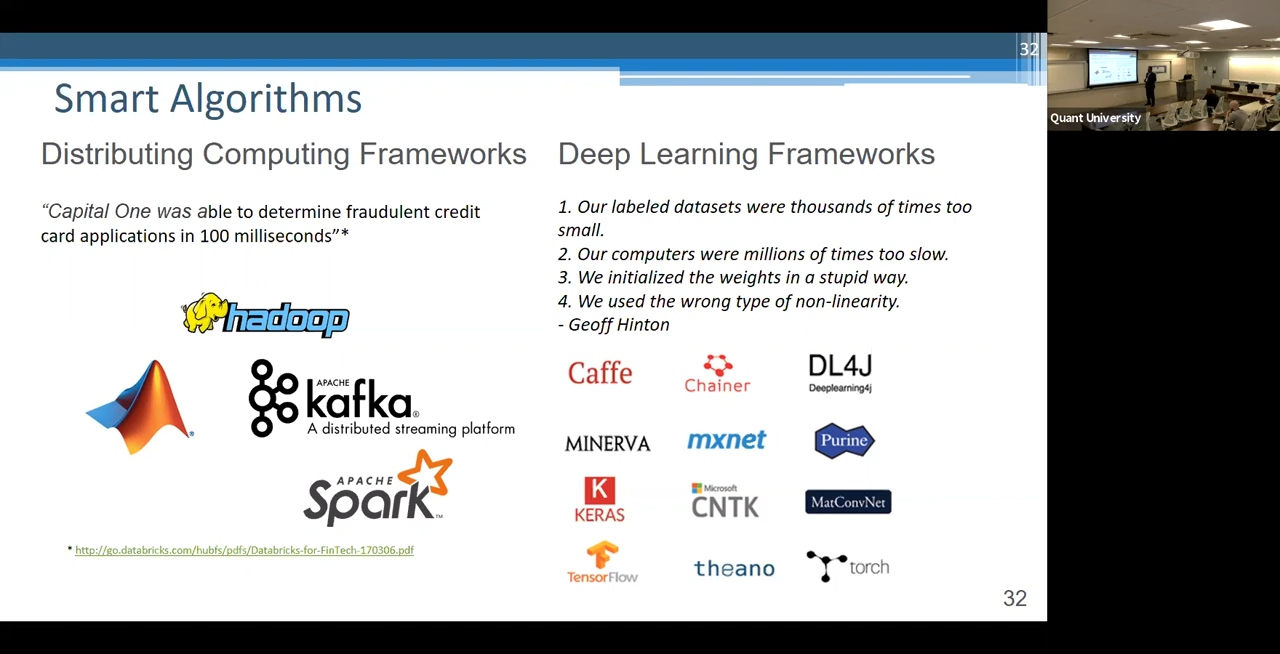 32
Smart Algorithms
Distributing Computing Frameworks
“Capital One was able to determine fraudulent credit
card applications in 100 milliseconds”*
hadoop
APACHE
kafka®
A distributed streaming platform
APACHE
Spark™
* http://go.databricks.com/hubfs/pdfs/Databricks-for-FinTech-170306.pdf
Deep Learning Frameworks
1. Our labeled datasets were thousands of times too
small.
2. Our computers were millions of times too slow.
3. We initialized the weights in a stupid way.
4. We used the wrong type of non-linearity.
- Geoff Hinton
Caffe
Chainer
DL4J
Deeplearning4j
MINERVA
mxnet
Purine
K
KERAS
Microsoft
CNTK
MatConvNet
TensorFlow
theano
torch
32
Quant University